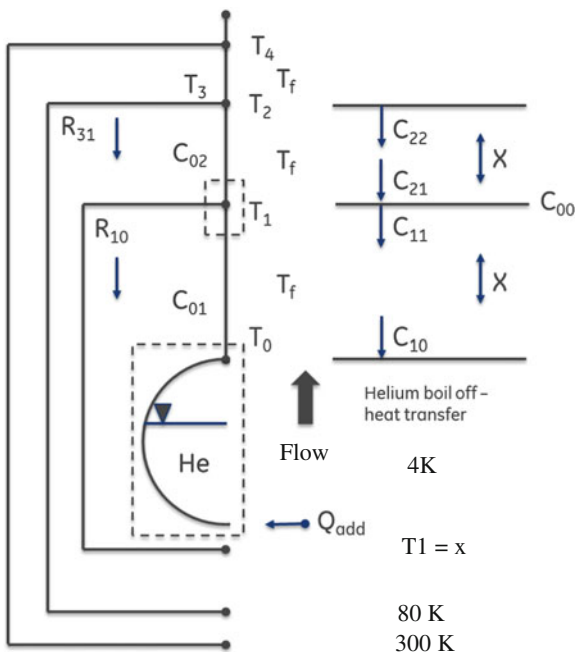 T4
Tf
T3
T2
R31
C22
C02
Tf
X
C21
C00
T1
R10
C11
Tf
X
C01
T0
C10
Helium boil off –
heat transfer
Flow
He
4K
Qadd
T1 = x
80 K
300 K